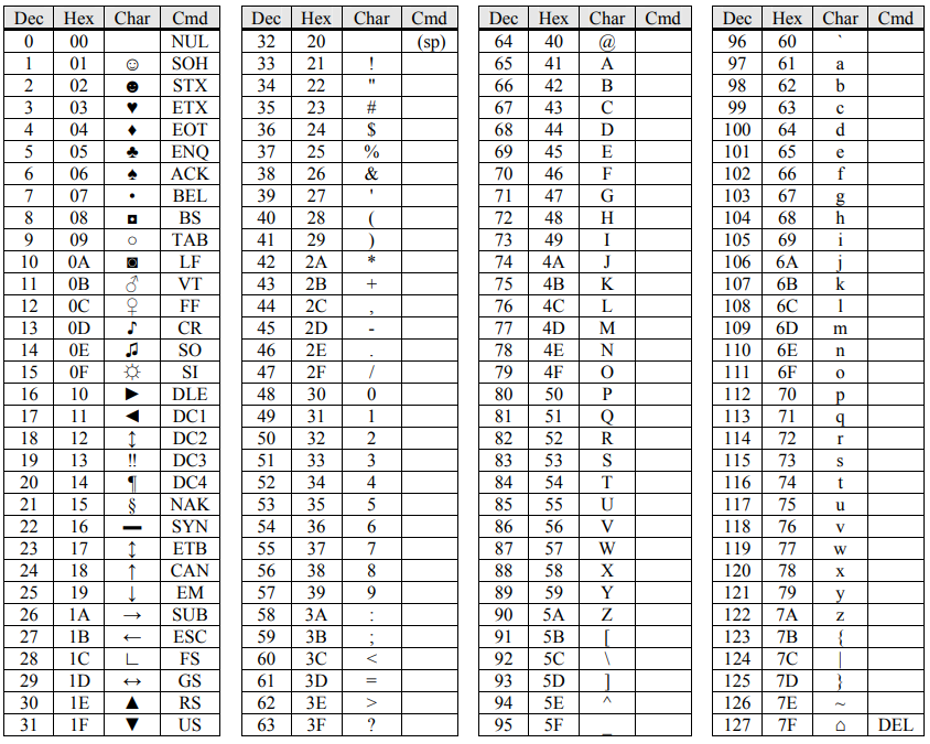 Dec Hex Char Cmd Dec Hex Char Cmd Dec Hex Char Cmd Dec Hex Char Cmd
0 00 NUL 32 20 (sp) 64 40 @ 96 60 `
1 01 ☺ SOH 33 21 ! 65 41 A 97 61 a
2 02 ☻ STX 34 22 " 66 42 B 98 62 b
3 03 ♥ ETX 35 23 # 67 43 C 99 63 c
4 04 ♦ EOT 36 24 $ 68 44 D 100 64 d
5 05 ♣ ENQ 37 25 % 69 45 E 101 65 e
6 06 ♠ ACK 38 26 & 70 46 F 102 66 f
7 07 • BEL 39 27 ' 71 47 G 103 67 g
8 08 ◘ BS 40 28 ( 72 48 H 104 68 h
9 09 ○ TAB 41 29 ) 73 49 I 105 69 i
10 0A ◙ LF 42 2A * 74 4A J 106 6A j
11 0B ♂ VT 43 2B + 75 4B K 107 6B k
12 0C ♀ FF 44 2C , 76 4C L 108 6C l
13 0D ♪ CR 45 2D - 77 4D M 109 6D m
14 0E ♫ SO 46 2E . 78 4E N 110 6E n
15 0F ☼ SI 47 2F / 79 4F O 111 6F o
16 10 ► DLE 48 30 0 80 50 P 112 70 p
17 11 ◄ DC1 49 31 1 81 51 Q 113 71 q
18 12 ↕ DC2 50 32 2 82 52 R 114 72 r
19 13 ‼ DC3 51 33 3 83 53 S 115 73 s
20 14 ¶ DC4 52 34 4 84 54 T 116 74 t
21 15 § NAK 53 35 5 85 55 U 117 75 u
22 16 ▬ SYN 54 36 6 86 56 V 118 76 v
23 17 ↨ ETB 55 37 7 87 57 W 119 77 w
24 18 ↑ CAN 56 38 8 88 58 X 120 78 x
25 19 ↓ EM 57 39 9 89 59 Y 121 79 y
26 1A → SUB 58 3A : 90 5A Z 122 7A z
27 1B ← ESC 59 3B ; 91 5B [ 123 7B {
28 1C ∟ FS 60 3C < 92 5C \ 124 7C |
29 1D ↔ GS 61 3D = 93 5D ] 125 7D }
30 1E ▲ RS 62 3E > 94 5E ^ 126 7E ~
31 1F ▼ US 63 3F ? 95 5F _ 127 7F ⌂ DEL